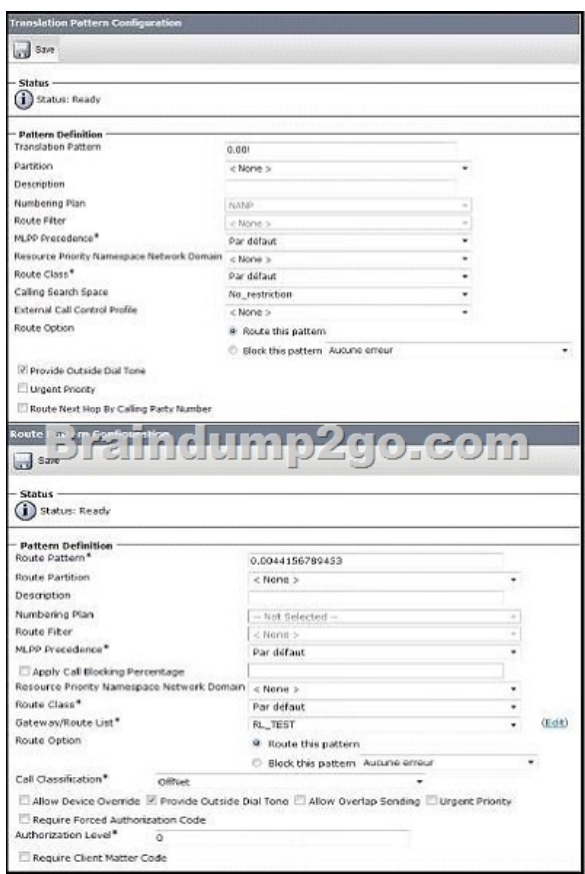 Translation Pattern Configuration
Save
Status
Status: Ready
Pattern Definition
Translation Pattern 0.00!
Partition < None >
Description
Numbering Plan NANP
Route Filter < None >
MLPP Precedence* Par défaut
Resource Priority Namespace Network Domain < None >
Route Class* Par défaut
Calling Search Space No_restriction
External Call Control Profile < None >
Route Option Route this pattern
Block this pattern Aucune erreur
Provide Outside Dial Tone
Urgent Priority
Route Next Hop By Calling Party Number
Route Pattern Configuration
Braindump2go.com
Save
Status
Status: Ready
Pattern Definition
Route Pattern* 0.0044156789453
Route Partition < None >
Description
Numbering Plan -- Not Selected --
Route Filter < None >
MLPP Precedence* Par défaut
Apply Call Blocking Percentage
Resource Priority Namespace Network Domain < None >
Route Class* Par défaut
Gateway/Route List* RL_TEST (Edit)
Route Option Route this pattern
Block this pattern Aucune erreur
Call Classification* OffNet
Allow Device Override Provide Outside Dial Tone Allow Overlap Sending Urgent Priority
Require Forced Authorization Code
Authorization Level* 0
Require Client Matter Code